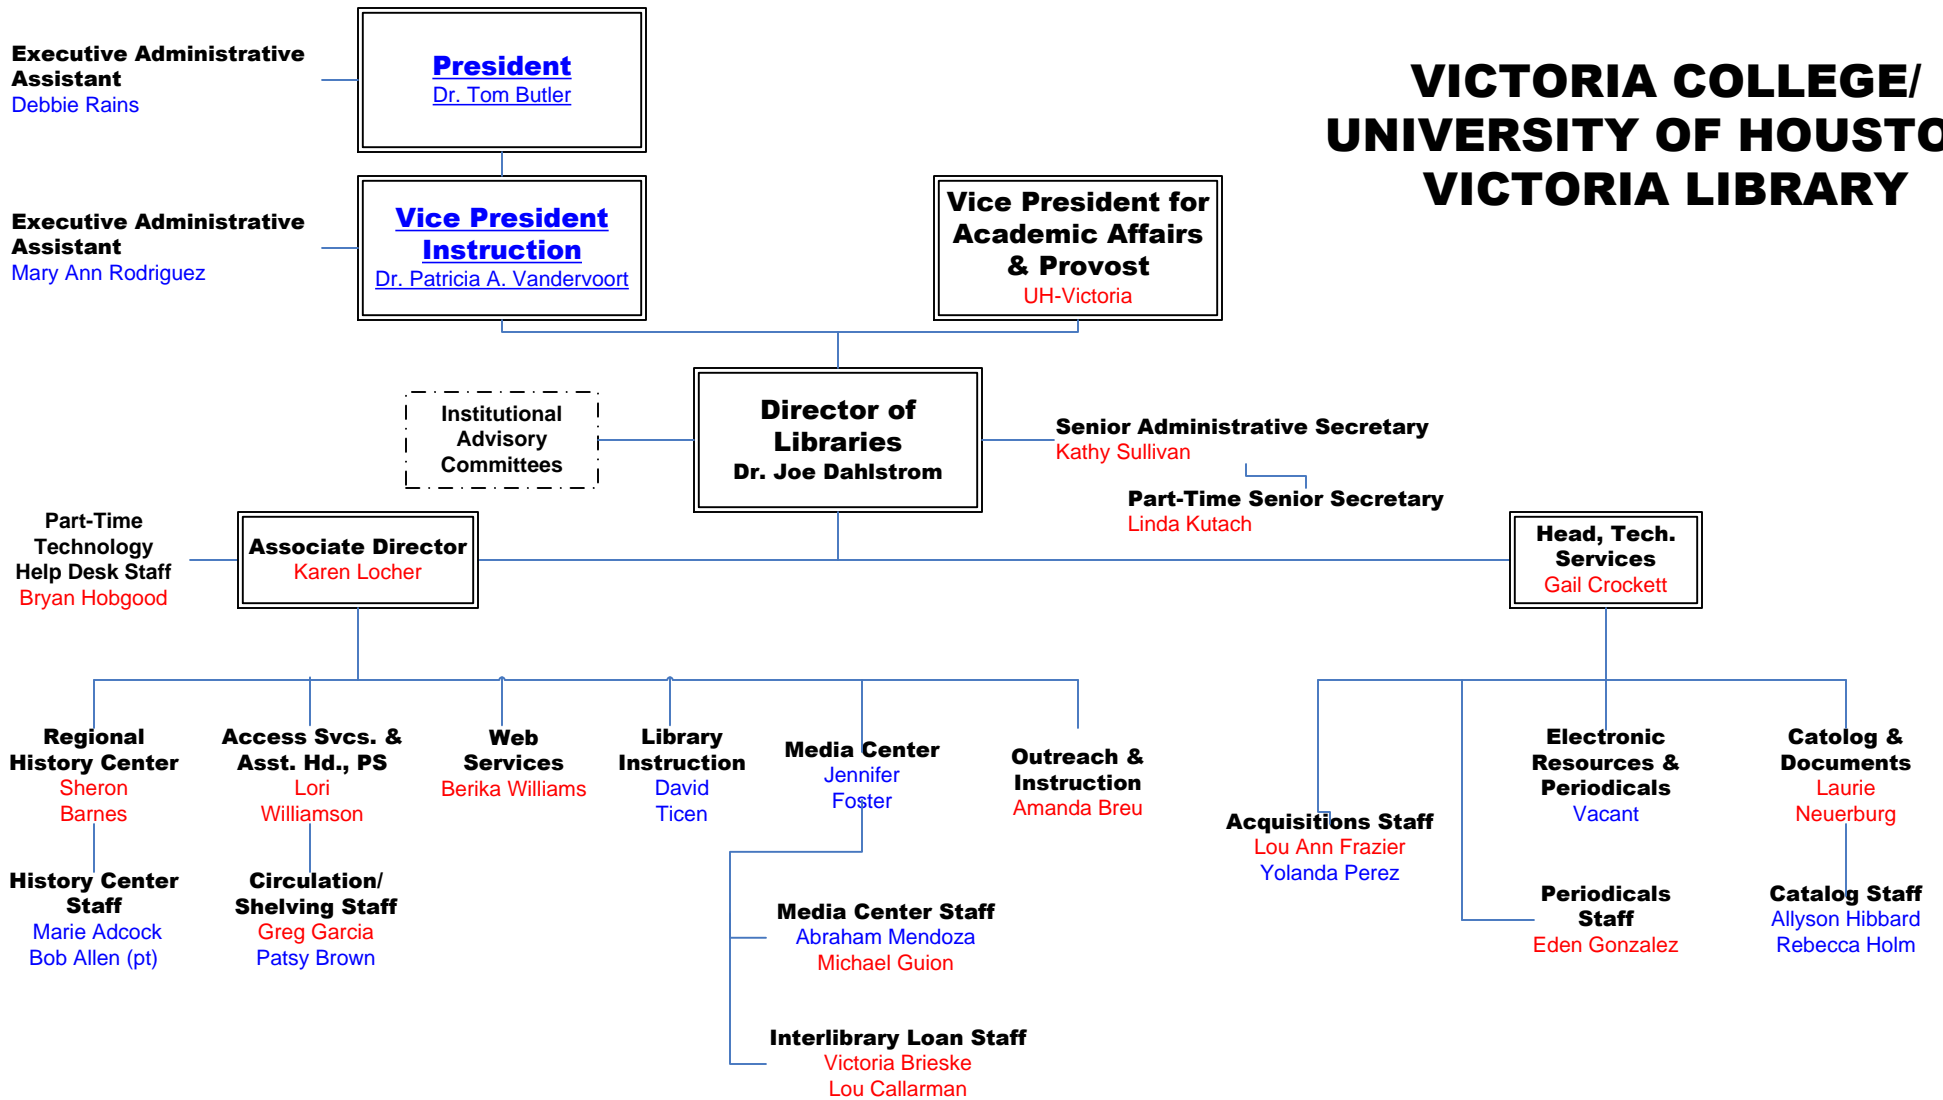 VICTORIA COLLEGE/
UNIVERSITY OF HOUSTO
VICTORIA LIBRARY
Executive Administrative
Assistant
Debbie Rains
President
Dr. Tom Butler
Executive Administrative
Assistant
Mary Ann Rodriguez
Vice President
Instruction
Dr. Patricia A. Vandervoort
Vice President for
Academic Affairs
& Provost
UH-Victoria
Institutional
Advisory
Committees
Director of
Libraries
Dr. Joe Dahlstrom
Senior Administrative Secretary
Kathy Sullivan
Part-Time Senior Secretary
Linda Kutach
Part-Time
Technology
Help Desk Staff
Bryan Hobgood
Associate Director
Karen Locher
Head, Tech.
Services
Gail Crockett
Regional
History Center
Sheron
Barnes
Access Svcs. &
Asst. Hd., PS
Lori
Williamson
Web
Services
Berika Williams
Library
Instruction
David
Ticen
Media Center
Jennifer
Foster
Outreach &
Instruction
Amanda Breu
Acquisitions Staff
Lou Ann Frazier
Yolanda Perez
Electronic
Resources &
Periodicals
Vacant
Catolog &
Documents
Laurie
Neuerburg
History Center
Staff
Marie Adcock
Bob Allen (pt)
Circulation/
Shelving Staff
Greg Garcia
Patsy Brown
Media Center Staff
Abraham Mendoza
Michael Guion
Interlibrary Loan Staff
Victoria Brieske
Lou Callarman
Periodicals
Staff
Eden Gonzalez
Catalog Staff
Allyson Hibbard
Rebecca Holm